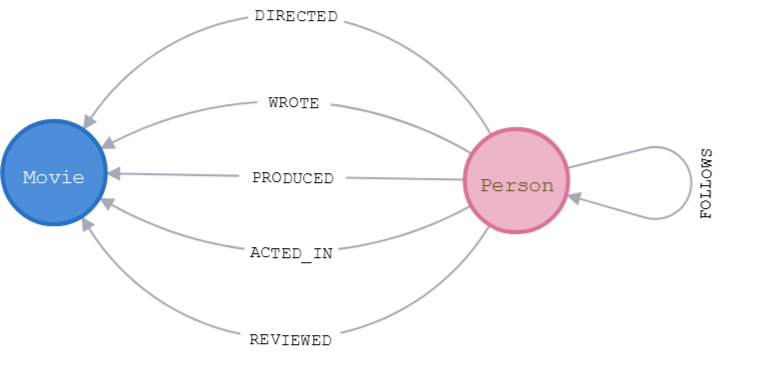 DIRECTED
WROTE
Movie
PRODUCED
Person
FOLLOWS
ACTED_IN
REVIEWED